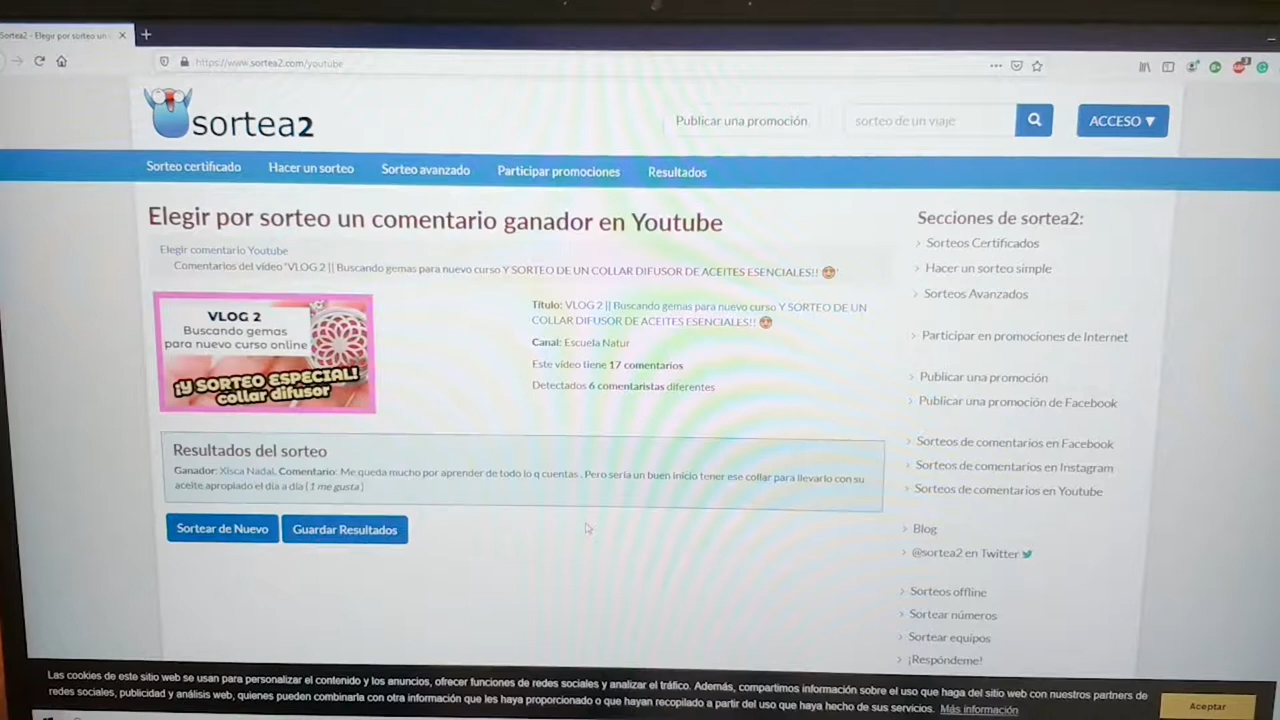 Sortea2 - Elegir por sorteo un
https://www.sortea2.com/youtube
sortea2
Publicar una promoción
sorteo de un viaje
ACCESO ▼
Sorteo certificado
Hacer un sorteo
Sorteo avanzado
Participar promociones
Resultados
Elegir por sorteo un comentario ganador en Youtube
Elegir comentario Youtube
Comentarios del vídeo "VLOG 2 || Buscando gemas para nuevo curso Y SORTEO DE UN COLLAR DIFUSOR DE ACEITES ESENCIALES!! 🤩"
VLOG 2
Buscando gemas
para nuevo curso online
¡Y SORTEO ESPECIAL!
collar difusor
Título: VLOG 2 || Buscando gemas para nuevo curso Y SORTEO DE UN
COLLAR DIFUSOR DE ACEITES ESENCIALES!! 🤩
Canal: Escuela Natur
Este vídeo tiene 17 comentarios
Detectados 6 comentaristas diferentes
Resultados del sorteo
Ganador: Xisca Nadal. Comentario: Me queda mucho por aprender de todo lo q cuentas . Pero sería un buen inicio tener ese collar para llevarlo con su
aceite apropiado el día a día ( 1 me gusta )
Sortear de Nuevo
Guardar Resultados
Secciones de sortea2:
› Sorteos Certificados
› Hacer un sorteo simple
› Sorteos Avanzados
› Participar en promociones de Internet
› Publicar una promoción
› Publicar una promoción de Facebook
› Sorteos de comentarios en Facebook
› Sorteos de comentarios en Instagram
› Sorteos de comentarios en Youtube
› Blog
› @sortea2 en Twitter
› Sorteos offline
› Sortear números
› Sortear equipos
› ¡Respóndeme!
Las cookies de este sitio web se usan para personalizar el contenido y los anuncios, ofrecer funciones de redes sociales y analizar el tráfico. Además, compartimos información sobre el uso que haga del sitio web con nuestros partners de
redes sociales, publicidad y análisis web, quienes pueden combinarla con otra información que les haya proporcionado o que hayan recopilado a partir del uso que haya hecho de sus servicios. Más información
Aceptar